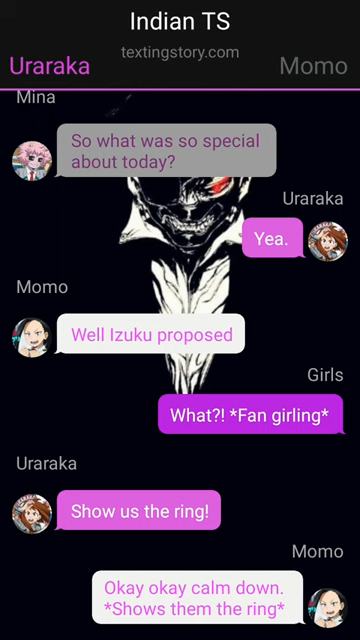 Indian TS
textingstory.com
Uraraka
Momo
Mina
So what was so special
about today?
Uraraka
Yea.
Momo
Well Izuku proposed
Girls
What?! *Fan girling*
Uraraka
Show us the ring!
Momo
Okay okay calm down.
*Shows them the ring*